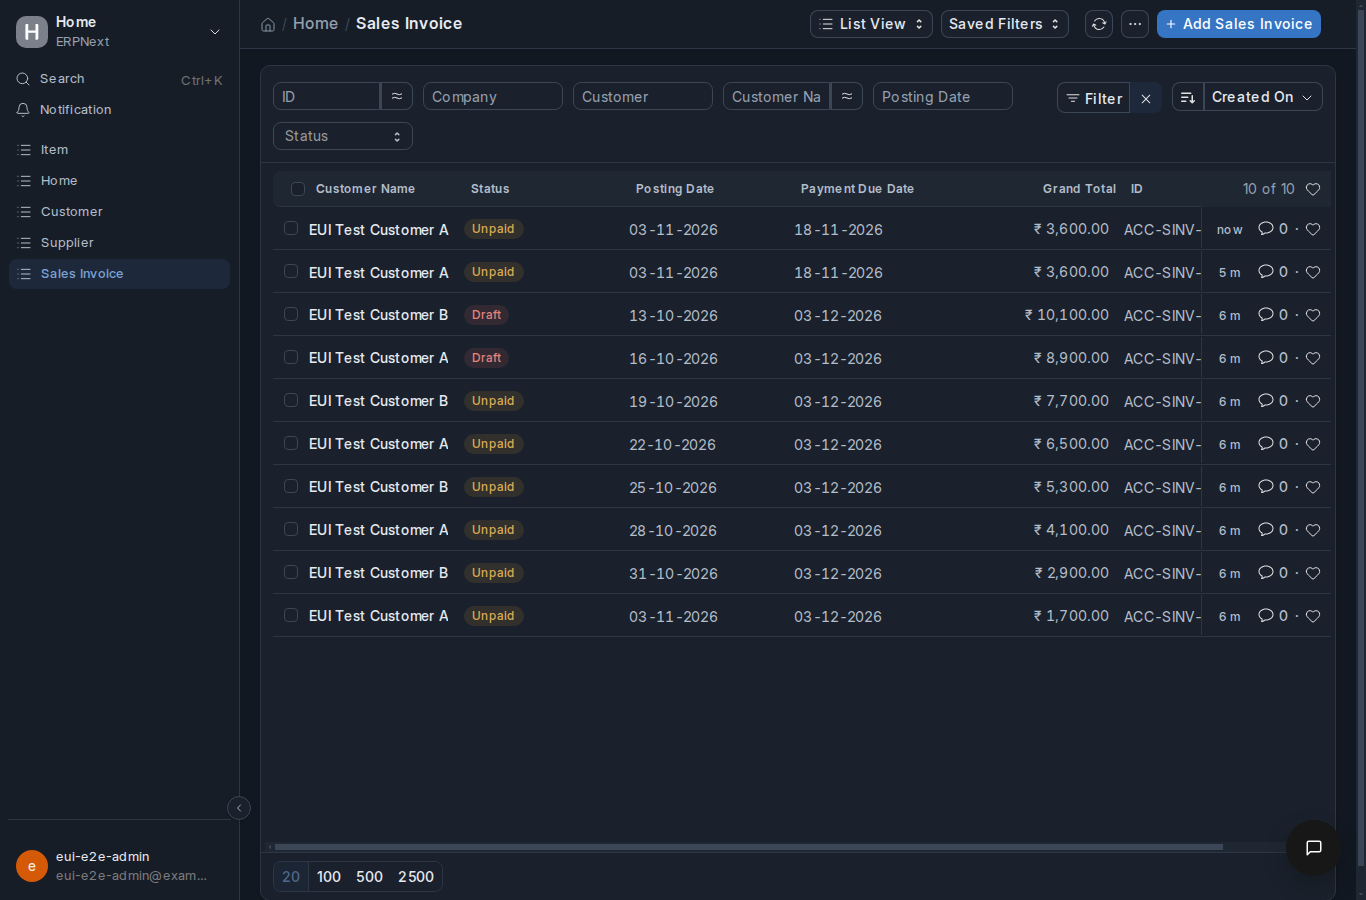 H
Home
ERPNext
Search
Ctrl+K
Notification
Item
Home
Customer
Supplier
Sales Invoice
e
eui-e2e-admin
eui-e2e-admin@exam...
/ Home / Sales Invoice
List View
Saved Filters
...
+ Add Sales Invoice
ID
≈
Company
Customer
Customer Na
≈
Posting Date
Filter
Created On
Status
Customer Name Status Posting Date Payment Due Date Grand Total ID 10 of 10
EUI Test Customer A Unpaid 03-11-2026 18-11-2026 ₹ 3,600.00 ACC-SINV- now 0 ·
EUI Test Customer A Unpaid 03-11-2026 18-11-2026 ₹ 3,600.00 ACC-SINV- 5 m 0 ·
EUI Test Customer B Draft 13-10-2026 03-12-2026 ₹ 10,100.00 ACC-SINV- 6 m 0 ·
EUI Test Customer A Draft 16-10-2026 03-12-2026 ₹ 8,900.00 ACC-SINV- 6 m 0 ·
EUI Test Customer B Unpaid 19-10-2026 03-12-2026 ₹ 7,700.00 ACC-SINV- 6 m 0 ·
EUI Test Customer A Unpaid 22-10-2026 03-12-2026 ₹ 6,500.00 ACC-SINV- 6 m 0 ·
EUI Test Customer B Unpaid 25-10-2026 03-12-2026 ₹ 5,300.00 ACC-SINV- 6 m 0 ·
EUI Test Customer A Unpaid 28-10-2026 03-12-2026 ₹ 4,100.00 ACC-SINV- 6 m 0 ·
EUI Test Customer B Unpaid 31-10-2026 03-12-2026 ₹ 2,900.00 ACC-SINV- 6 m 0 ·
EUI Test Customer A Unpaid 03-11-2026 03-12-2026 ₹ 1,700.00 ACC-SINV- 6 m 0 ·
20 100 500 2500